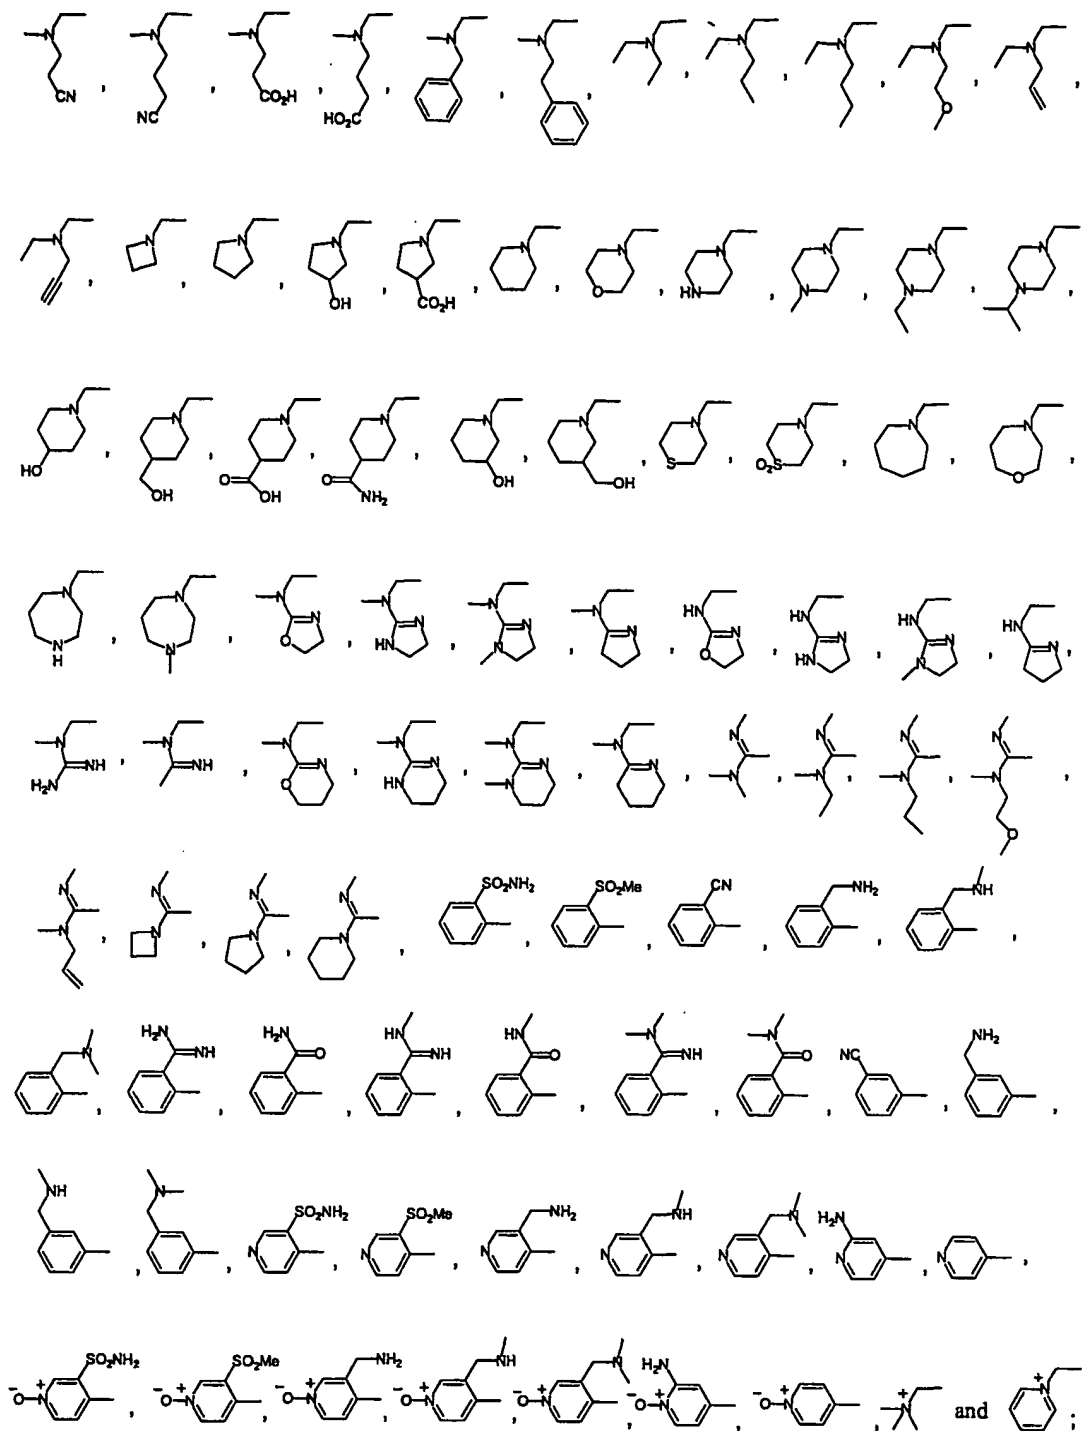 N N N N N N N N N N N
CN , NC , CO₂H , HO₂C , , , , , , O , ,
N N N N N N N N N N N
, , , OH , CO₂H , , O , HN , N , N , N ,
N N N N N N N N N N
HO , OH , O OH , O NH₂ , OH , OH , S , S O₂ , , O ,
N N N N N N HN HN HN HN
N H , N , O N , HN N , N N , N , O N , HN N , N N , N ,
N N N N N N N N N N
H₂N NH , NH , O N , HN N , N N , N , N , N , N , N O ,
N N N N SO₂NH₂ SO₂Me CN NH₂ NH
N , N , N , N , , , , , ,
N H₂N NH H₂N O HN NH HN O N NH N O NC NH₂
, , , , , , , , ,
NH N SO₂NH₂ SO₂Me NH₂ NH N H₂N
, , N , N , N , N , N , N , N ,
SO₂NH₂ SO₂Me NH₂ NH N H₂N
⁻O–N⁺ , ⁻O–N⁺ , ⁻O–N⁺ , ⁻O–N⁺ , ⁻O–N⁺ , ⁻O–N⁺ , ⁻O–N⁺ , N⁺ and N⁺ ;